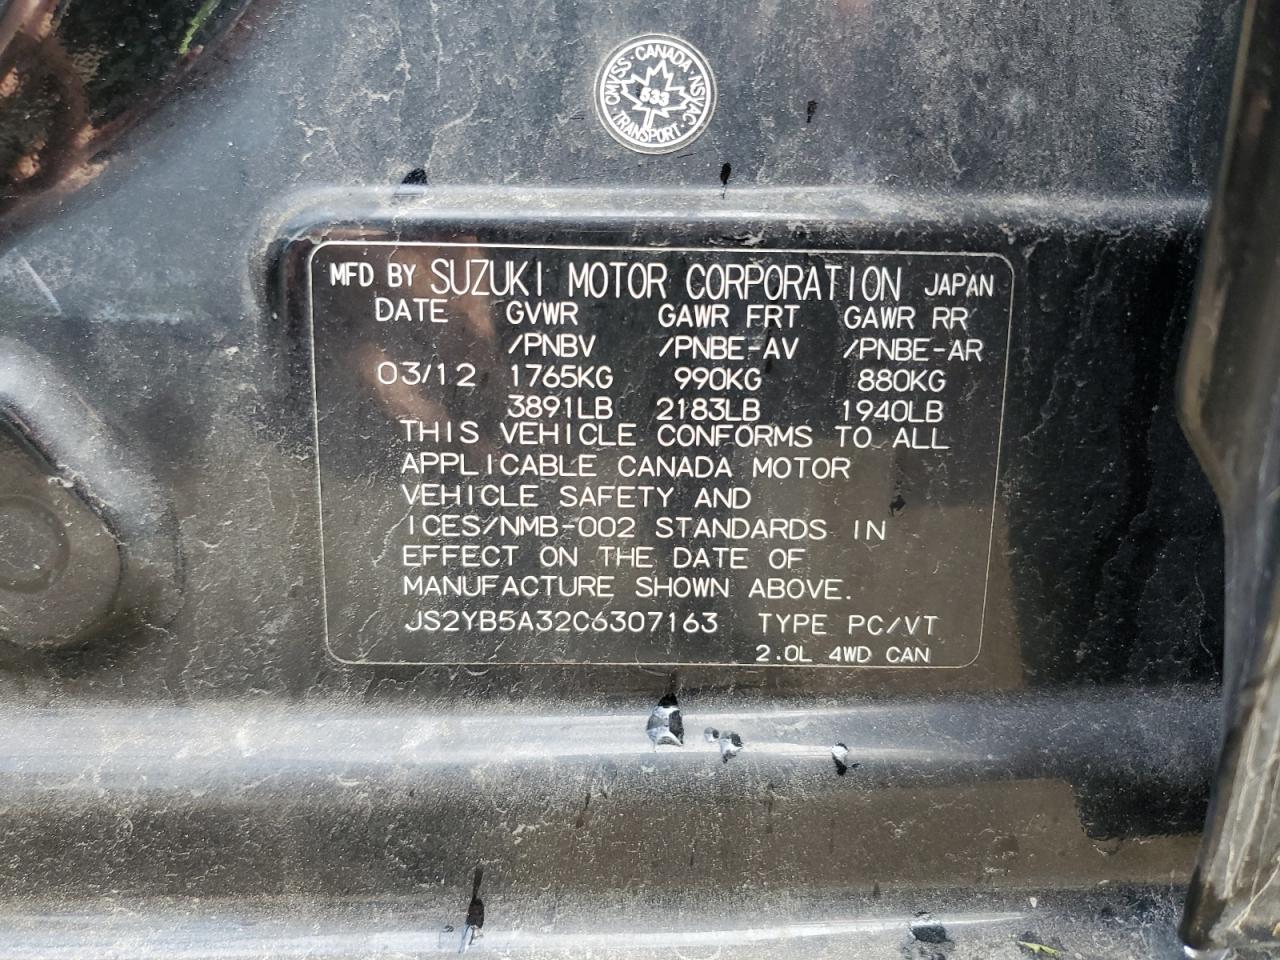 CMVSS · CANADA · NSVAC · TRANSPORT ·
533
MFD BY SUZUKI MOTOR CORPORATION JAPAN
DATE GVWR GAWR FRT GAWR RR
/PNBV /PNBE-AV /PNBE-AR
03/12 1765KG 990KG 880KG
3891LB 2183LB 1940LB
THIS VEHICLE CONFORMS TO ALL
APPLICABLE CANADA MOTOR
VEHICLE SAFETY AND
ICES/NMB-002 STANDARDS IN
EFFECT ON THE DATE OF
MANUFACTURE SHOWN ABOVE.
JS2YB5A32C6307163 TYPE PC/VT
2.0L 4WD CAN